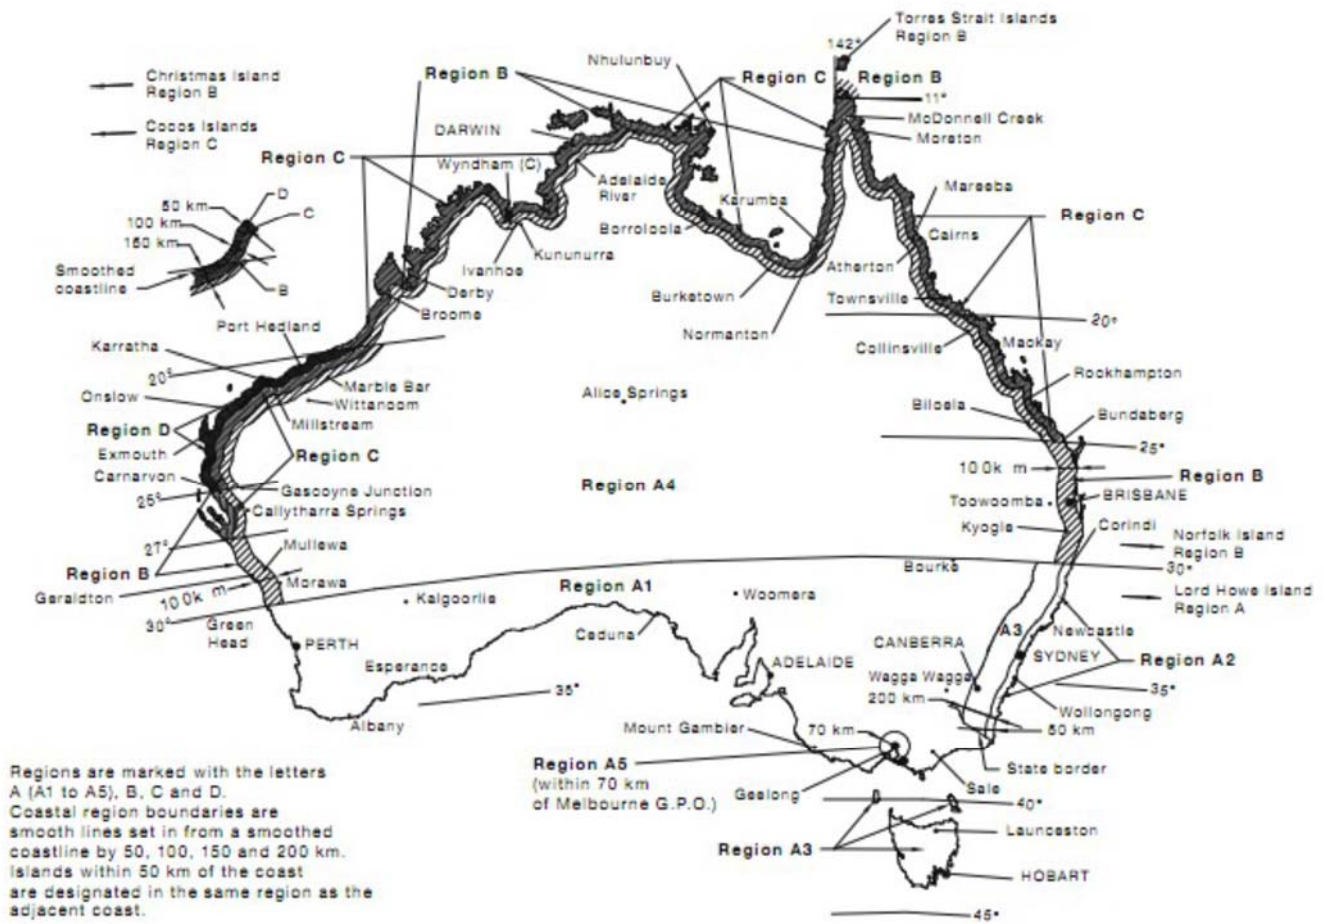 Torres Strait Islands
Region B
142°
Nhulunbuy
Region B
Region C
Region B
Christmas Island
Region B
11°
McDonnell Creek
Cocos Islands
Region C
DARWIN
Moreton
Region C
Wyndham (C)
Adelaide
River
Mareeba
D
50 km
C
100 km
150 km
Karumba
Region C
Borroloola
Cairns
Kununurra
Smoothed
coastline
Ivanhoe
Atherton
B
Derby
Burketown
Townsville
Broome
Port Hedland
Normanton
20°
Karratha
Collinsville
Mackay
20°
Marble Bar
Rockhampton
Onslow
Wittanoom
Alice Springs
Biloela
Millstream
Bundaberg
Region D
25°
Exmouth
Region C
100k m
Carnarvon
Region A4
Region B
Gascoyne Junction
25°
Toowoomba
BRISBANE
Callytharra Springs
Kyogle
Corindi
27°
Mullewa
Norfolk Island
Region B
Region B
Bourke
30°
Geraldton
100k m
Morawa
Region A1
Lord Howe Island
Region A
Kalgoorlie
Woomera
30°
Green
Head
Ceduna
A3
Newcastle
PERTH
CANBERRA
SYDNEY
Region A2
Esperance
ADELAIDE
Wagga Wagga
35°
35°
200 km
Wollongong
Albany
Mount Gambier
70 km
50 km
Region A5
(within 70 km
of Melbourne G.P.O.)
State border
Geelong
Sale
40°
Regions are marked with the letters
A (A1 to A5), B, C and D.
Coastal region boundaries are
smooth lines set in from a smoothed
coastline by 50, 100, 150 and 200 km.
Islands within 50 km of the coast
are designated in the same region as the
adjacent coast.
Launceston
Region A3
HOBART
45°